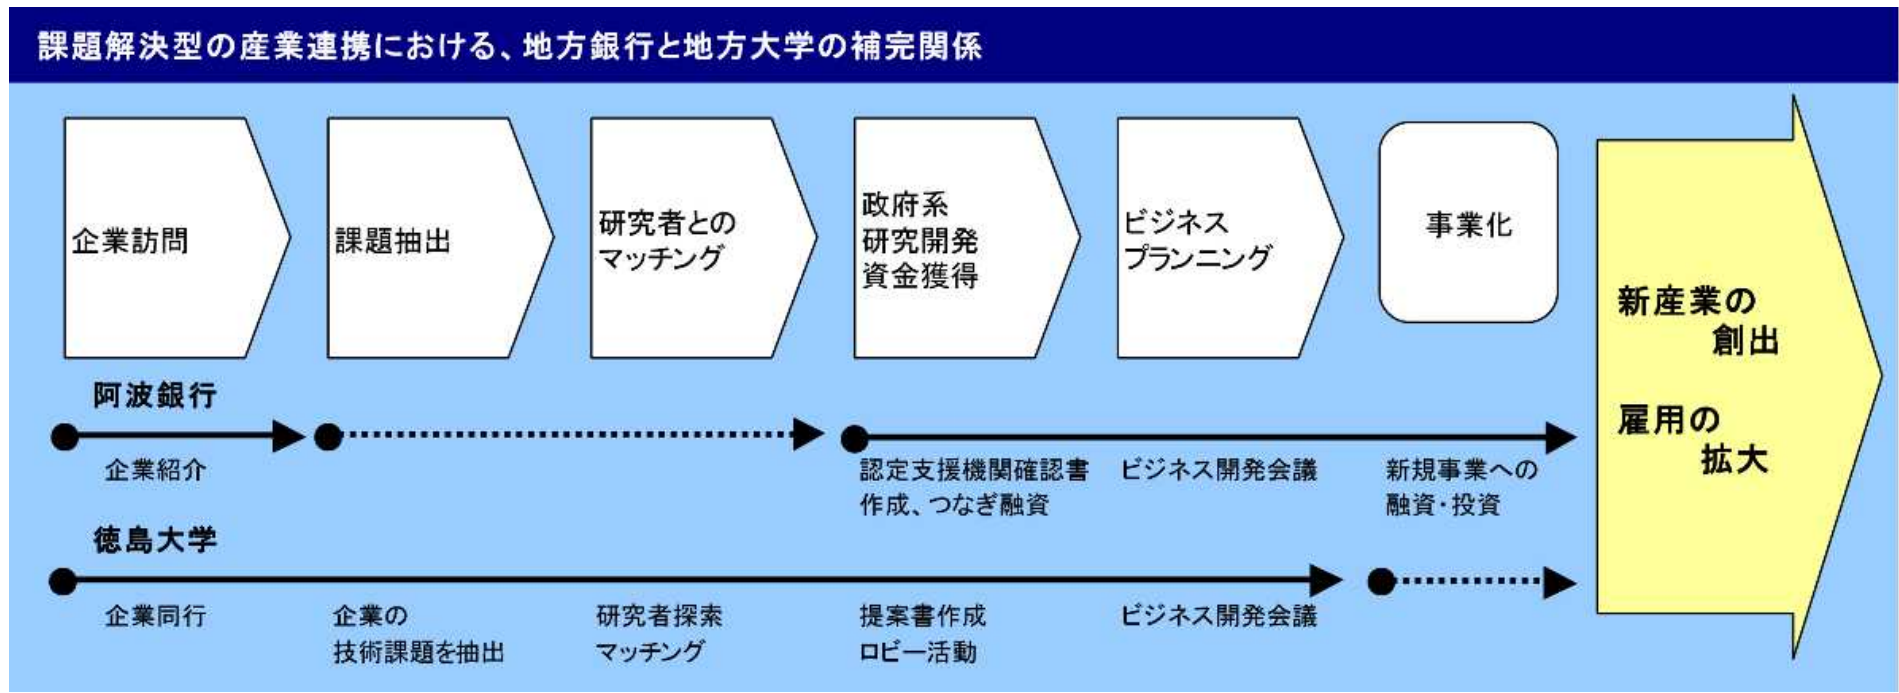 課題解決型の産業連携における、地方銀行と地方大学の補完関係
企業訪問
課題抽出
研究者との
マッチング
政府系
研究開発
資金獲得
ビジネス
プランニング
事業化
新産業の
創出
雇用の
拡大
阿波銀行
企業紹介
認定支援機関確認書
作成、つなぎ融資
ビジネス開発会議
新規事業への
融資・投資
徳島大学
企業同行
企業の
技術課題を抽出
研究者探索
マッチング
提案書作成
ロビー活動
ビジネス開発会議